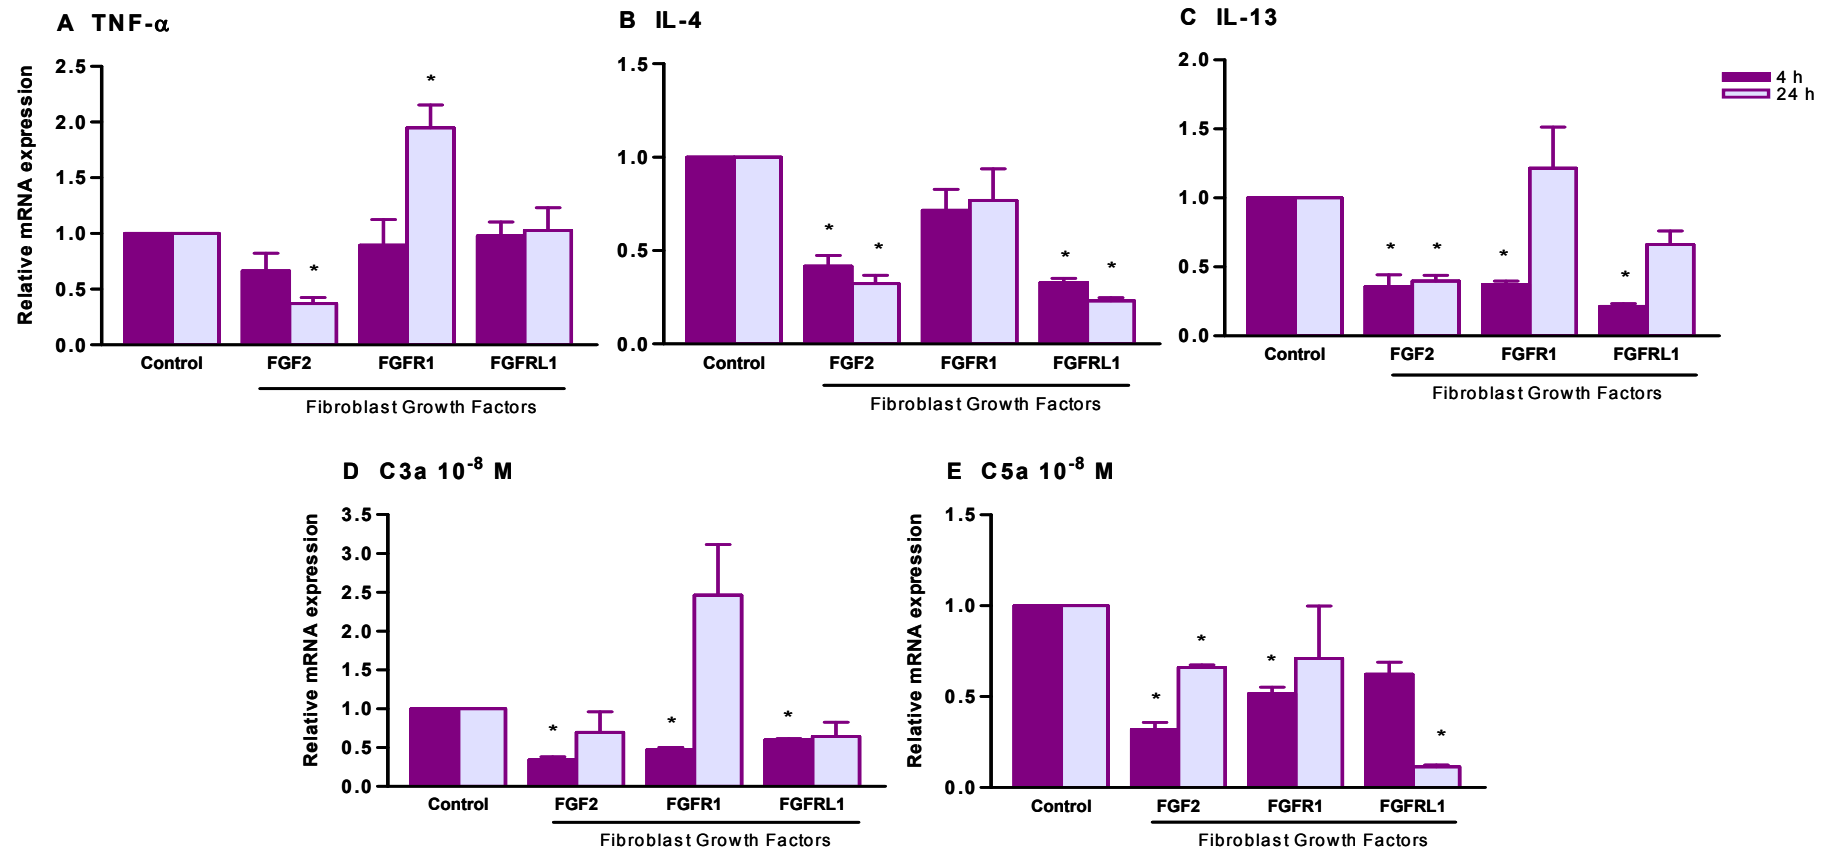 A TNF-α
B IL-4
C IL-13
4 h
24 h
Relative mRNA expression
2.5
2.0
1.5
1.0
0.5
0.0
*
*
Control FGF2 FGFR1 FGFRL1
Fibroblast Growth Factors
1.5
1.0
0.5
0.0
*
*
*
*
Control FGF2 FGFR1 FGFRL1
Fibroblast Growth Factors
2.0
1.5
1.0
0.5
0.0
*
*
*
*
Control FGF2 FGFR1 FGFRL1
Fibroblast Growth Factors
D C3a 10⁻⁸ M
Relative mRNA expression
3.5
3.0
2.5
2.0
1.5
1.0
0.5
0.0
*
*
*
Control FGF2 FGFR1 FGFRL1
Fibroblast Growth Factors
E C5a 10⁻⁸ M
Relative mRNA expression
1.5
1.0
0.5
0.0
*
*
*
*
Control FGF2 FGFR1 FGFRL1
Fibroblast Growth Factors